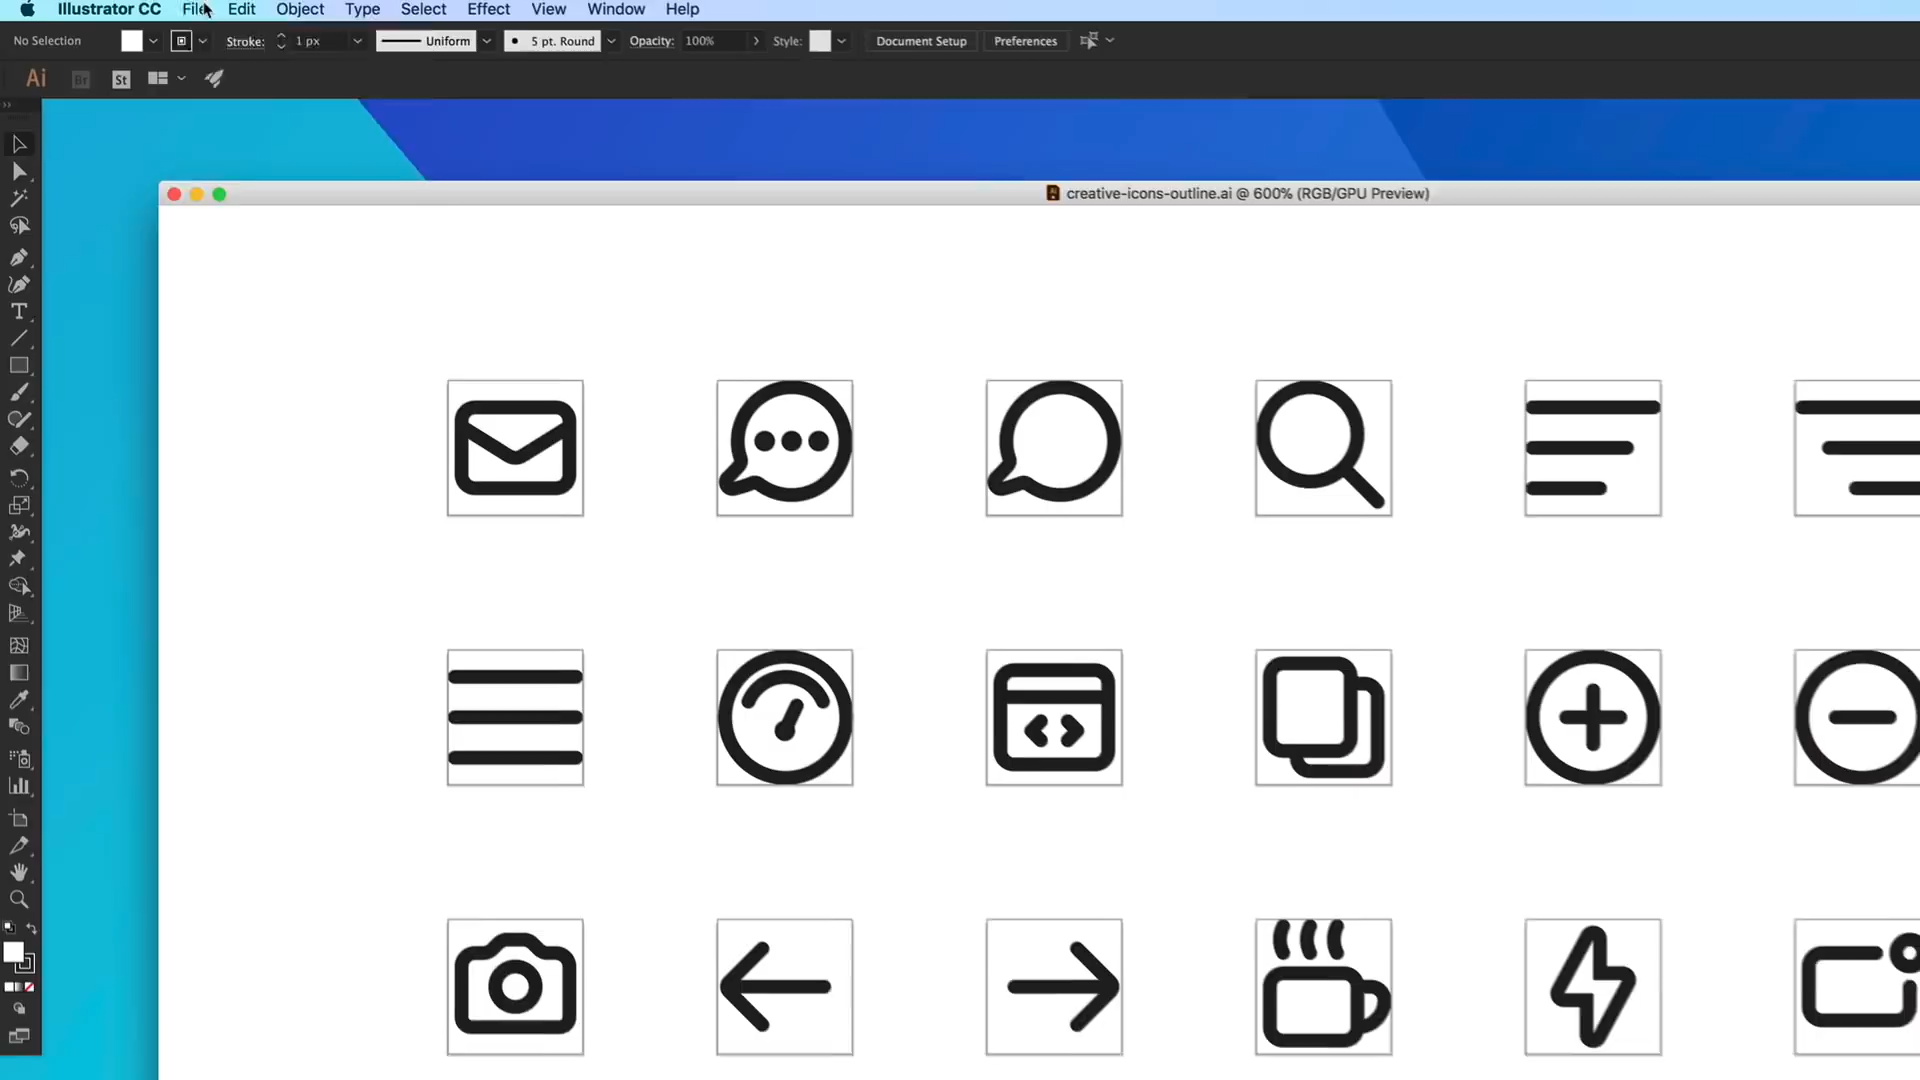 Illustrator CC File Edit Object Type Select Effect View Window Help
No Selection Stroke: 1 px Uniform 5 pt. Round Opacity: 100% Style: Document Setup Preferences
Ai Br St
creative-icons-outline.ai @ 600% (RGB/GPU Preview)